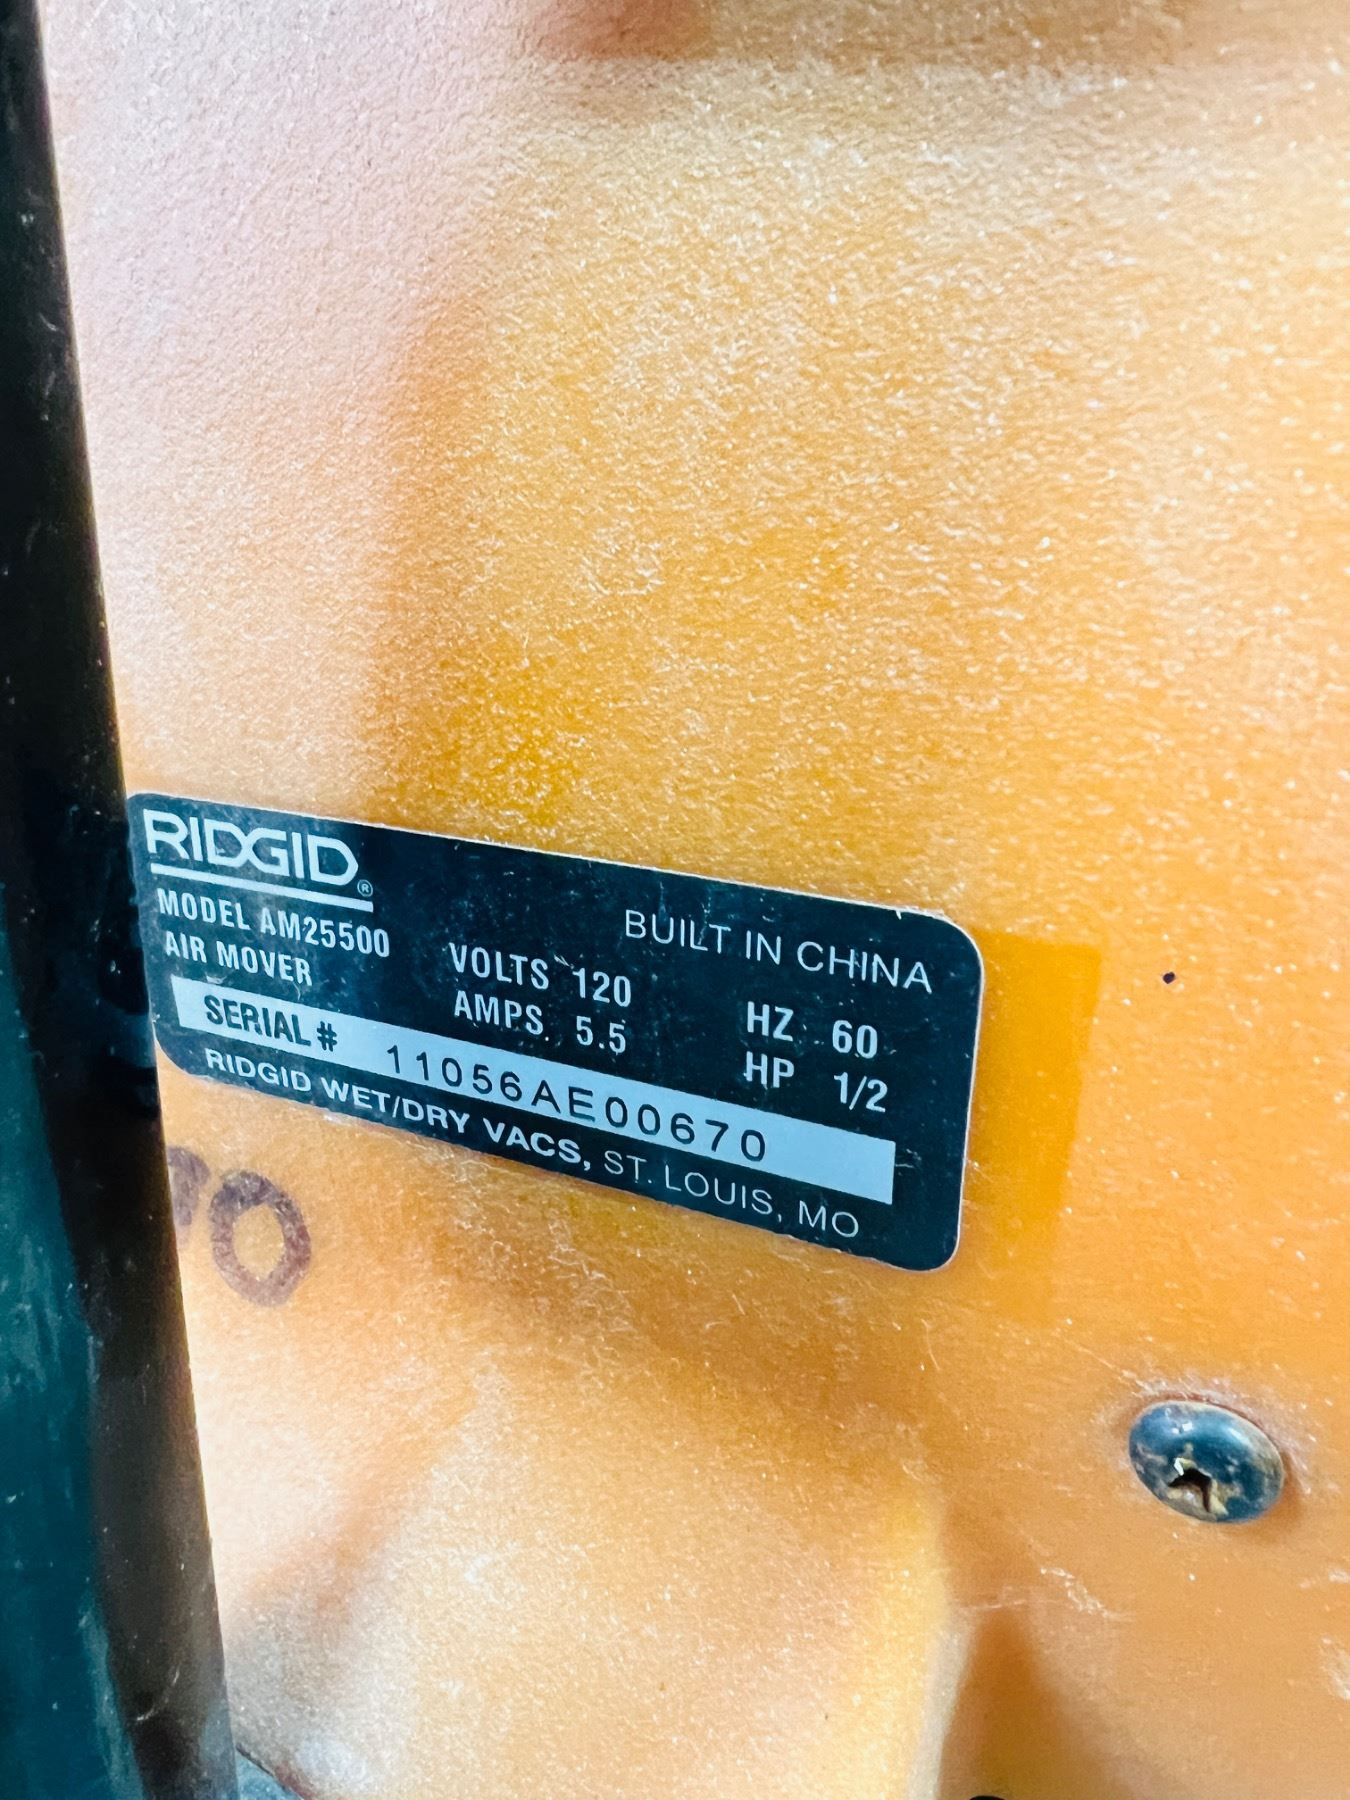 RIDGID®
MODEL AM25500
AIR MOVER
BUILT IN CHINA
VOLTS 120
AMPS 5.5
HZ 60
HP 1/2
SERIAL # 11056AE00670
RIDGID WET/DRY VACS, ST. LOUIS, MO